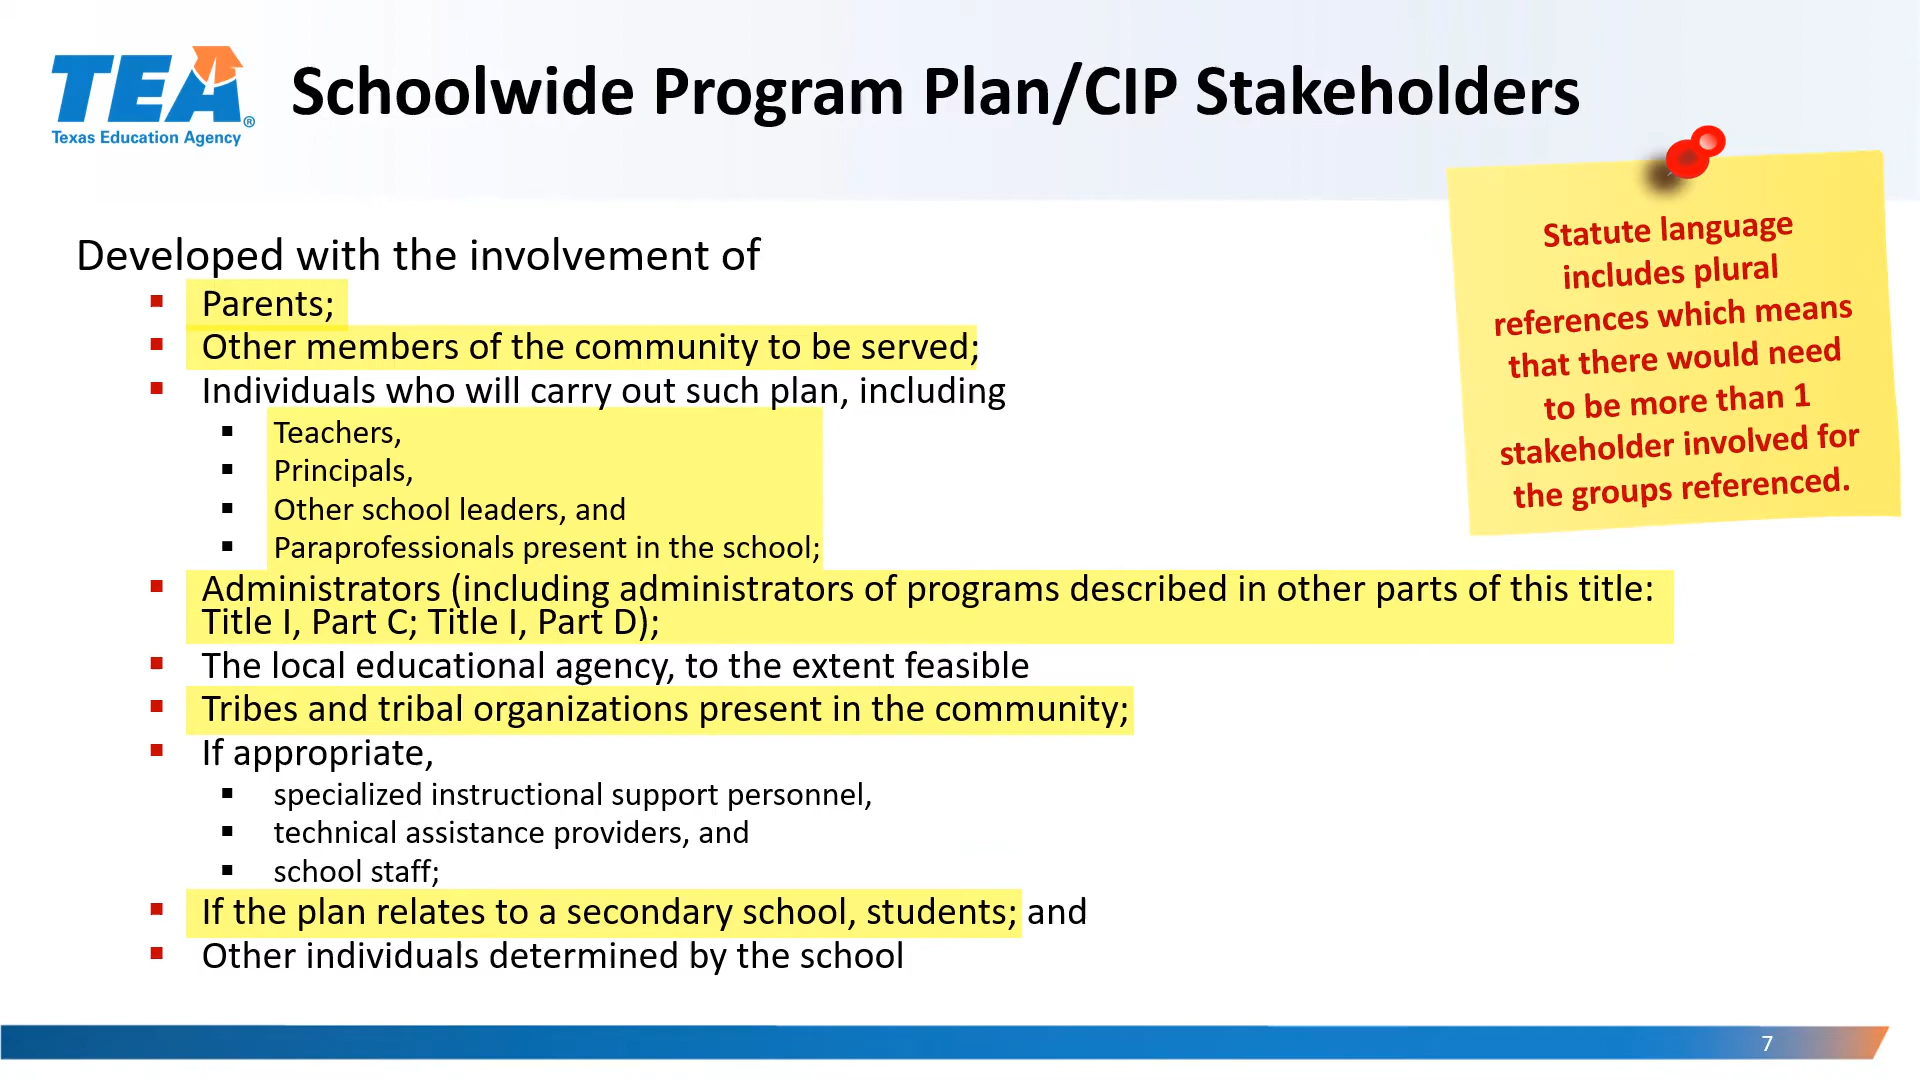 TEA®
Texas Education Agency
Schoolwide Program Plan/CIP Stakeholders
Statute language
includes plural
references which means
that there would need
to be more than 1
stakeholder involved for
the groups referenced.
Developed with the involvement of
Parents;
Other members of the community to be served;
Individuals who will carry out such plan, including
Teachers,
Principals,
Other school leaders, and
Paraprofessionals present in the school;
Administrators (including administrators of programs described in other parts of this title:
Title I, Part C; Title I, Part D);
The local educational agency, to the extent feasible
Tribes and tribal organizations present in the community;
If appropriate,
specialized instructional support personnel,
technical assistance providers, and
school staff;
If the plan relates to a secondary school, students; and
Other individuals determined by the school
7